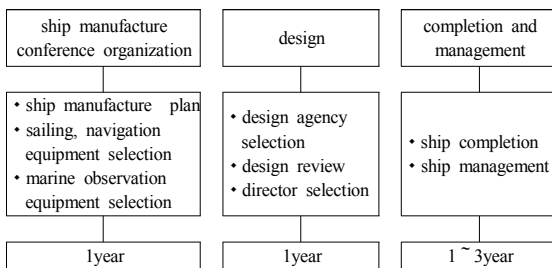 ship manufacture
conference organization
design
completion and
management
• ship manufacture plan
• sailing, navigation
equipment selection
• marine observation
equipment selection
• design agency
selection
• design review
• director selection
• ship completion
• ship management
1year
1year
1 ~ 3year